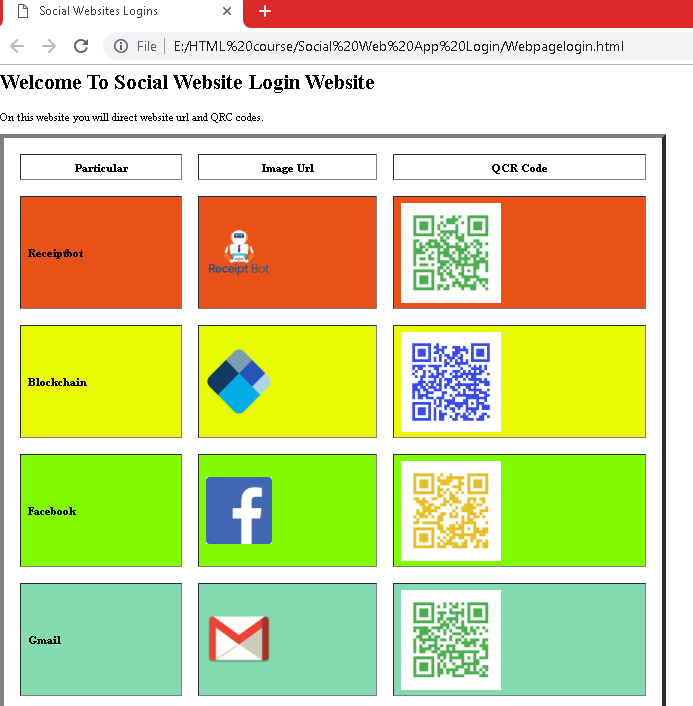 Social Websites Logins
File | E:/HTML%20course/Social%20Web%20App%20Login/Webpagelogin.html
Welcome To Social Website Login Website
On this website you will direct website url and QRC codes.
Particular Image Url QCR Code
Receiptbot
Receipt Bot
Blockchain
Facebook
f
Gmail